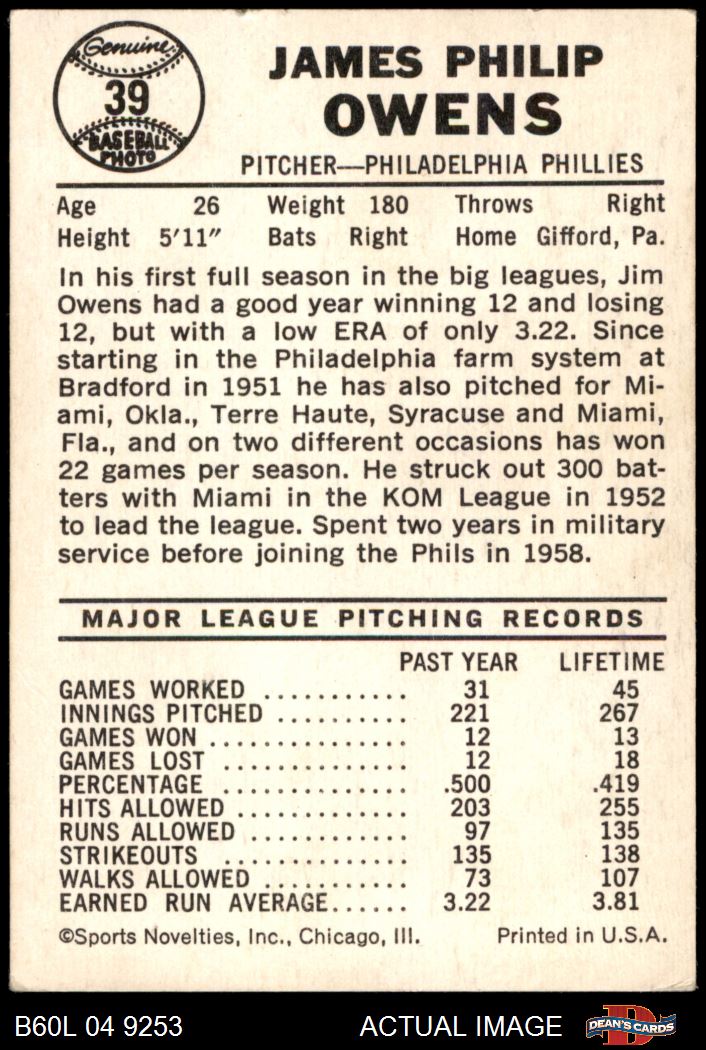 Genuine
39
BASEBALL
PHOTO
JAMES PHILIP
OWENS
PITCHER—PHILADELPHIA PHILLIES
Age 26 Weight 180 Throws Right
Height 5'11" Bats Right Home Gifford, Pa.
In his first full season in the big leagues, Jim
Owens had a good year winning 12 and losing
12, but with a low ERA of only 3.22. Since
starting in the Philadelphia farm system at
Bradford in 1951 he has also pitched for Mi-
ami, Okla., Terre Haute, Syracuse and Miami,
Fla., and on two different occasions has won
22 games per season. He struck out 300 bat-
ters with Miami in the KOM League in 1952
to lead the league. Spent two years in military
service before joining the Phils in 1958.
MAJOR LEAGUE PITCHING RECORDS
PAST YEAR LIFETIME
GAMES WORKED ........... 31 45
INNINGS PITCHED .......... 221 267
GAMES WON ............... 12 13
GAMES LOST .............. 12 18
PERCENTAGE .............. .500 .419
HITS ALLOWED ............. 203 255
RUNS ALLOWED ............ 97 135
STRIKEOUTS .............. 135 138
WALKS ALLOWED ........... 73 107
EARNED RUN AVERAGE...... 3.22 3.81
©Sports Novelties, Inc., Chicago, Ill. Printed in U.S.A.
B60L 04 9253 ACTUAL IMAGE D DEAN'S CARDS